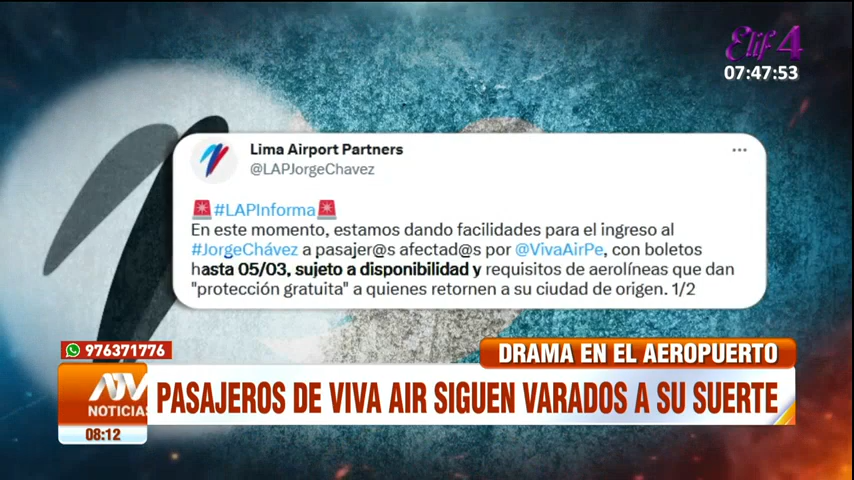 Elif 4
07:47:53
Lima Airport Partners
@LAPJorgeChavez
🚨#LAPInforma🚨
En este momento, estamos dando facilidades para el ingreso al
#JorgeChávez a pasajer@s afectad@s por @VivaAirPe, con boletos
hasta 05/03, sujeto a disponibilidad y requisitos de aerolíneas que dan
"protección gratuita" a quienes retornen a su ciudad de origen. 1/2
976371776
DRAMA EN EL AEROPUERTO
ATV
NOTICIAS
PASAJEROS DE VIVA AIR SIGUEN VARADOS A SU SUERTE
08:12